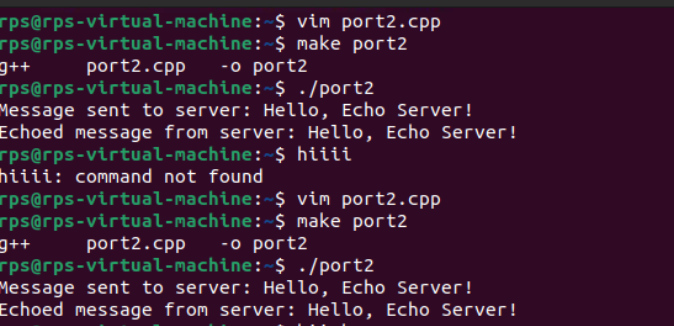 rps@rps-virtual-machine:~$ vim port2.cpp
rps@rps-virtual-machine:~$ make port2
g++     port2.cpp   -o port2
rps@rps-virtual-machine:~$ ./port2
Message sent to server: Hello, Echo Server!
Echoed message from server: Hello, Echo Server!
rps@rps-virtual-machine:~$ hiiii
hiiii: command not found
rps@rps-virtual-machine:~$ vim port2.cpp
rps@rps-virtual-machine:~$ make port2
g++     port2.cpp   -o port2
rps@rps-virtual-machine:~$ ./port2
Message sent to server: Hello, Echo Server!
Echoed message from server: Hello, Echo Server!